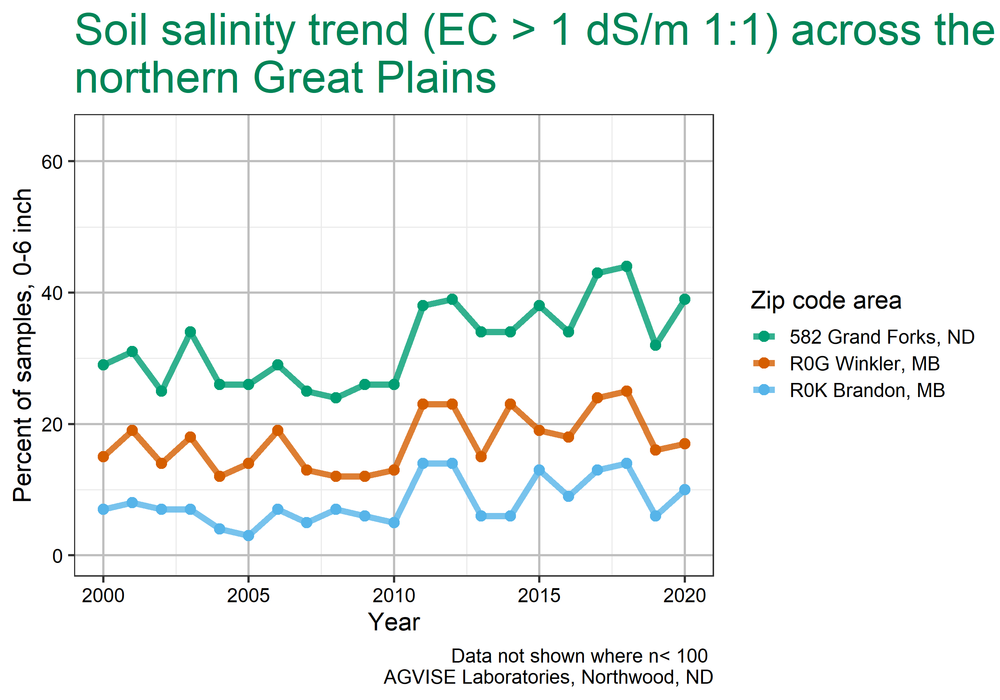 Soil salinity trend (EC > 1 dS/m 1:1) across the
northern Great Plains
Percent of samples, 0-6 inch
60
40
20
0
2000
2005
2010
2015
2020
Year
Zip code area
582 Grand Forks, ND
R0G Winkler, MB
R0K Brandon, MB
Data not shown where n< 100
AGVISE Laboratories, Northwood, ND